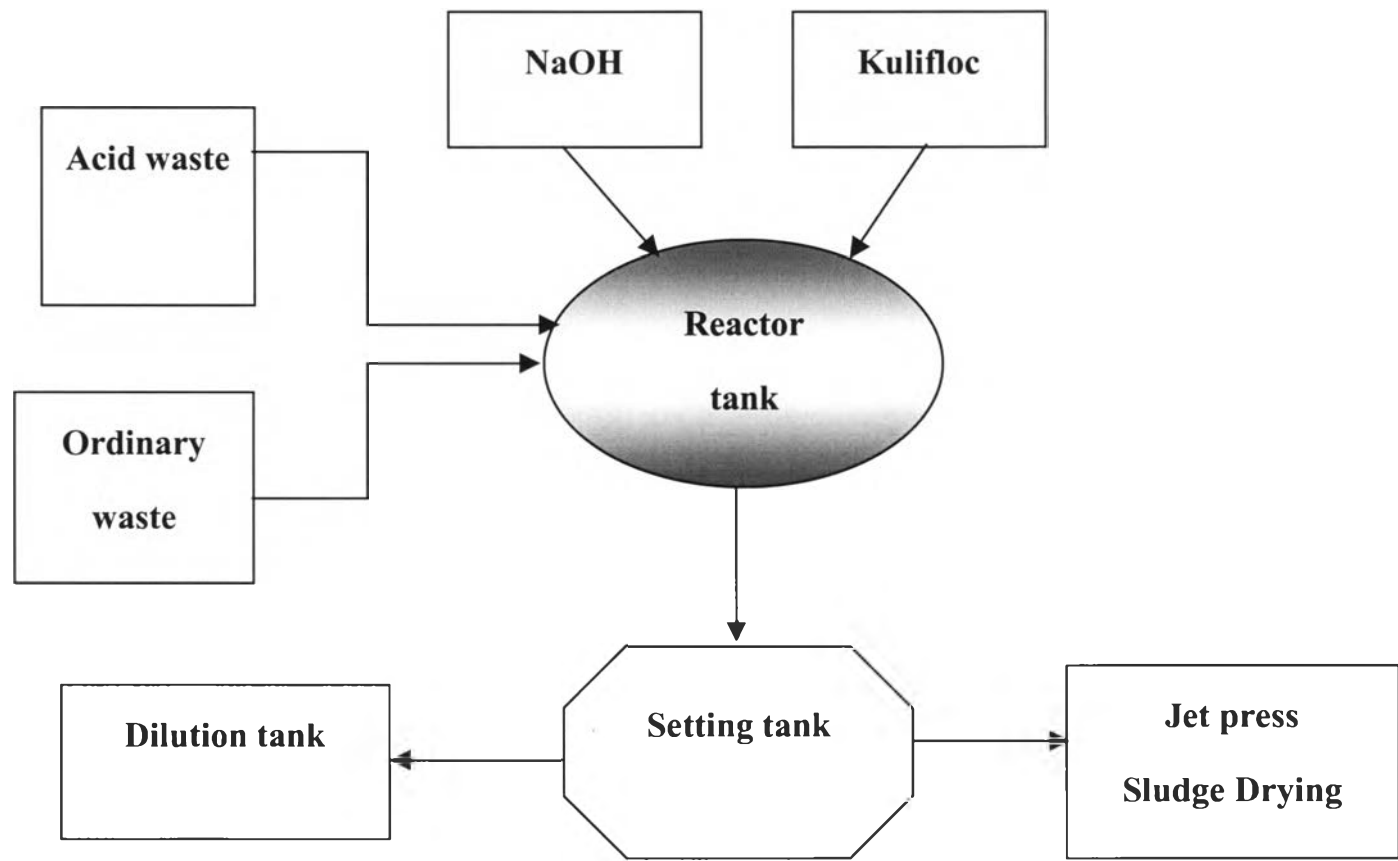 NaOH
Kulifloc
Acid waste
Reactor
tank
Ordinary
waste
Dilution tank
Setting tank
Jet press
Sludge Drying